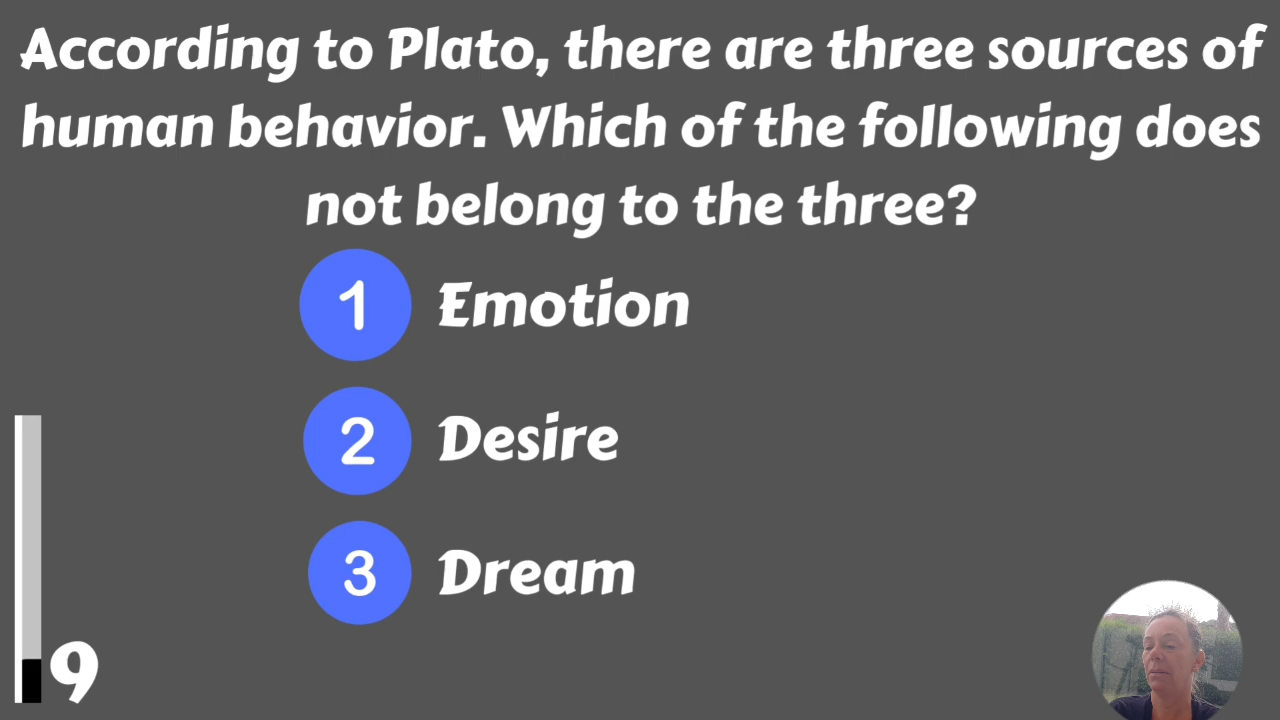 According to Plato, there are three sources of
human behavior. Which of the following does
not belong to the three?
1 Emotion
2 Desire
3 Dream
9